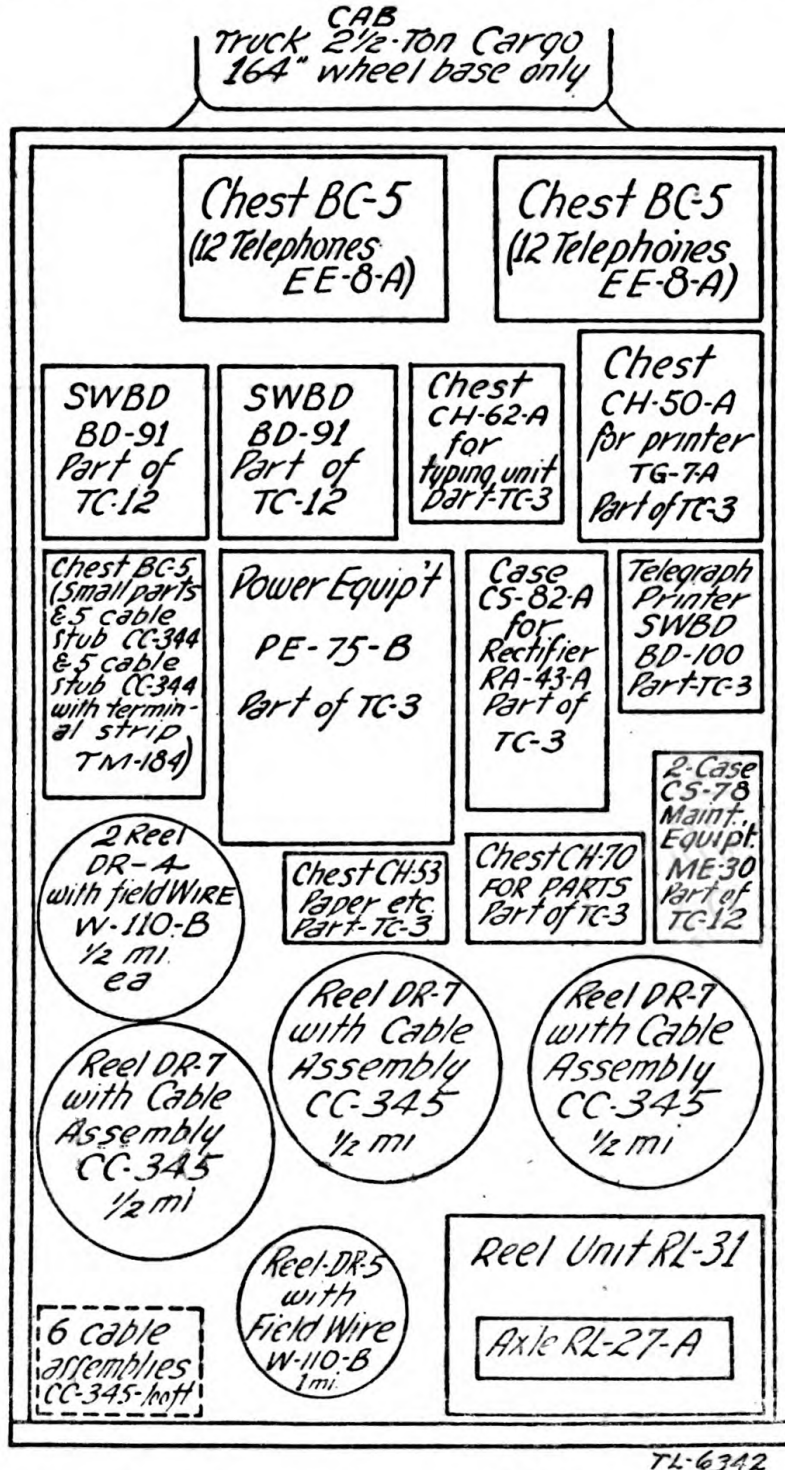 CAB
Truck 2½-Ton Cargo
164" wheel base only
Chest BC-5
(12 Telephones
EE-8-A)
Chest BC-5
(12 Telephones
EE-8-A)
SWBD
BD-91
Part of
TC-12
SWBD
BD-91
Part of
TC-12
Chest
CH-62-A
for
typing unit
part-TC-3
Chest
CH-50-A
for printer
TG-7-A
Part of TC-3
Chest BC-5
(Small parts
& 5 cable
stub CC-344
& 5 cable
stub CC-344
with termin-
al strip
TM-184)
Power Equip't
PE-75-B
Part of TC-3
Case
CS-82-A
for
Rectifier
RA-43-A
Part of
TC-3
Telegraph
Printer
SWBD
BD-100
Part-TC-3
2-Case
CS-78
Maint.
Equipt.
ME-30
Part of
TC-12
2 Reel
DR-4
with field WIRE
W-110-B
½ mi.
ea
Chest CH-53
Paper etc.
Part-TC-3
Chest CH-70
FOR PARTS
Part of TC-3
Reel DR-7
with Cable
Assembly
CC-345
½ mi
Reel DR-7
with Cable
Assembly
CC-345
½ mi
Reel DR-7
with Cable
Assembly
CC-345
½ mi
Reel-DR-5
with
Field Wire
W-110-B
1 mi.
Reel Unit RL-31
Axle RL-27-A
6 cable
assemblies
CC-345-100ft
TL-6342